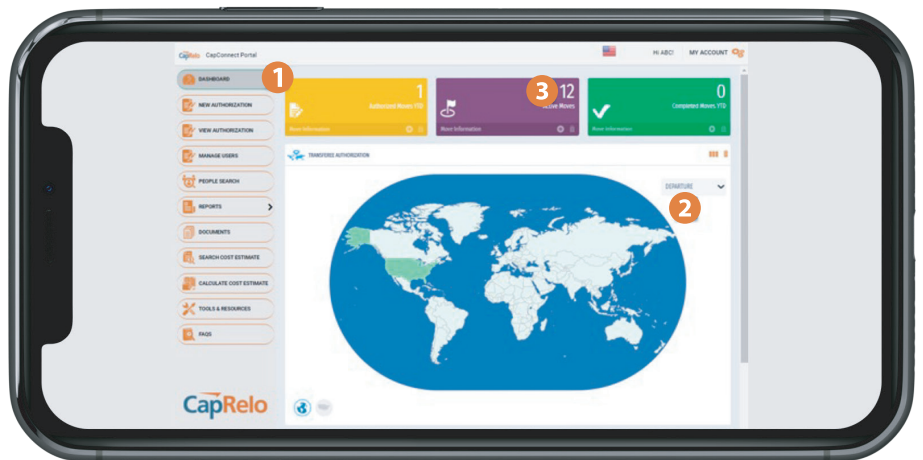 CapRelo CapConnect Portal
HI ABC!
MY ACCOUNT
DASHBOARD
1
NEW AUTHORIZATION
VIEW AUTHORIZATION
MANAGE USERS
PEOPLE SEARCH
REPORTS
DOCUMENTS
SEARCH COST ESTIMATE
CALCULATE COST ESTIMATE
TOOLS & RESOURCES
FAQS
CapRelo
1
Authorized Moves YTD
More Information
3
12
Active Moves
More Information
0
Completed Moves YTD
More Information
TRANSFEREE AUTHORIZATION
DEPARTURE
2